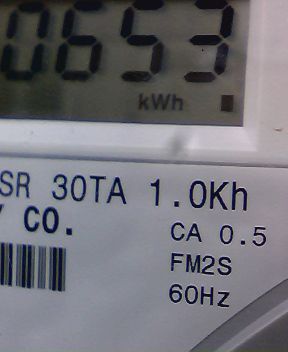 0653
kWh
SR 30TA 1.0Kh
Y CO.
CA 0.5
FM2S
60Hz